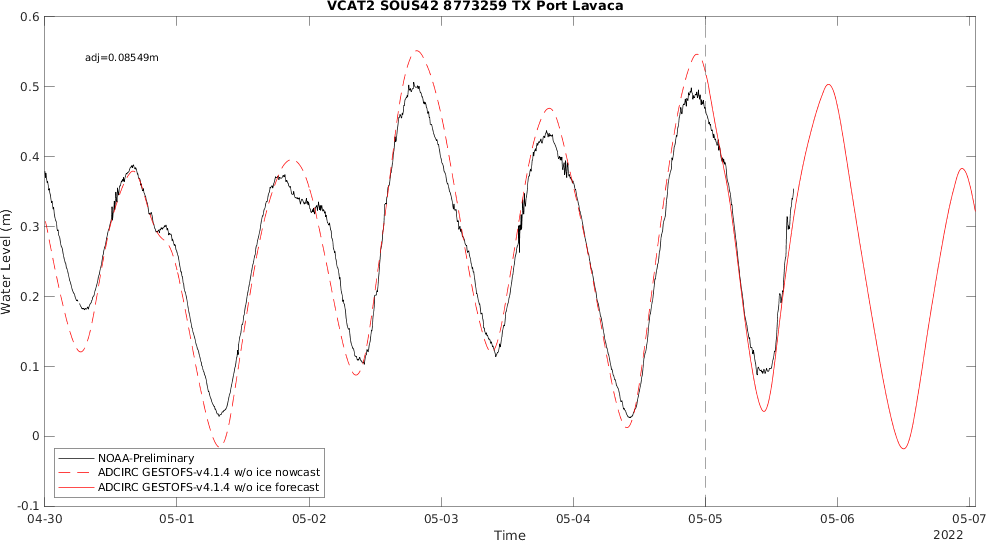 VCAT2 SOUS42 8773259 TX Port Lavaca
adj=0.08549m
Water Level (m)
0.6
0.5
0.4
0.3
0.2
0.1
0
-0.1
NOAA-Preliminary
ADCIRC GESTOFS-v4.1.4 w/o ice nowcast
ADCIRC GESTOFS-v4.1.4 w/o ice forecast
04-30 05-01 05-02 05-03 05-04 05-05 05-06 05-07
Time
2022